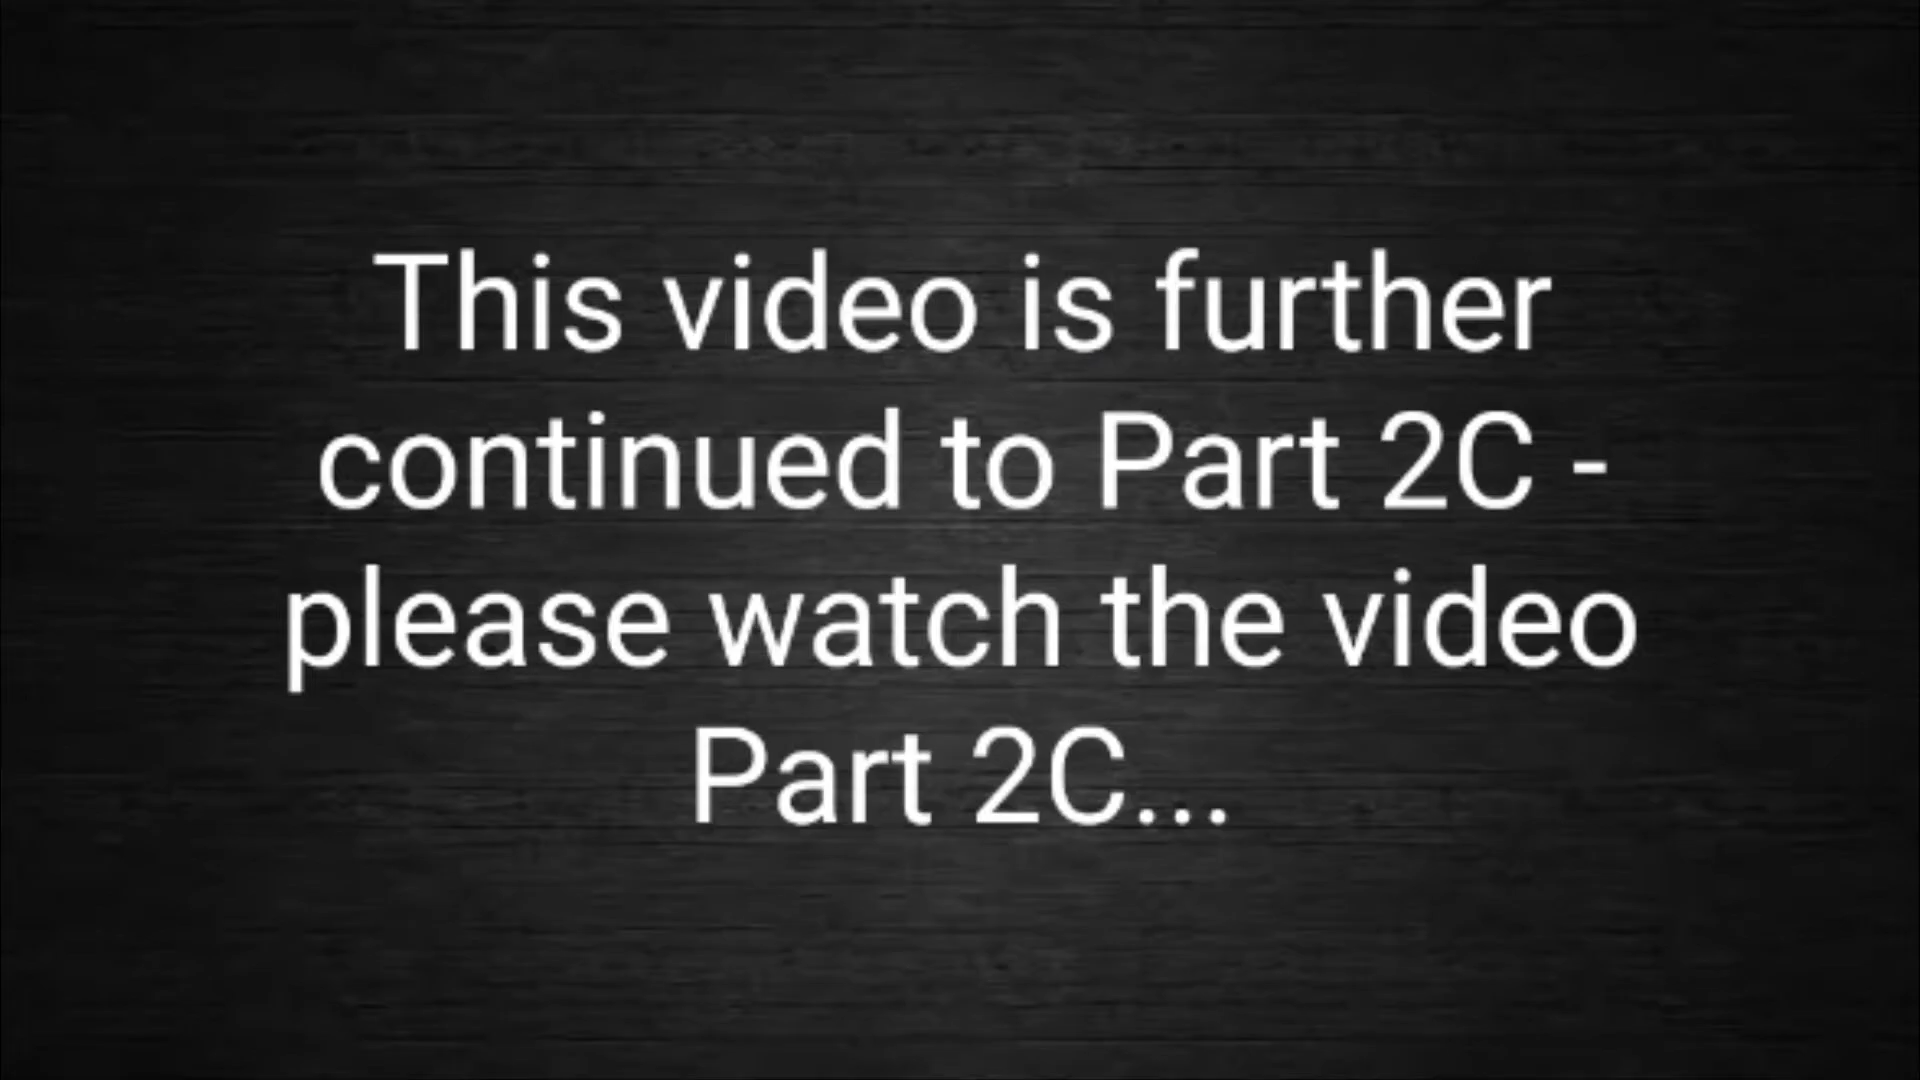 This video is further
continued to Part 2C -
please watch the video
Part 2C...